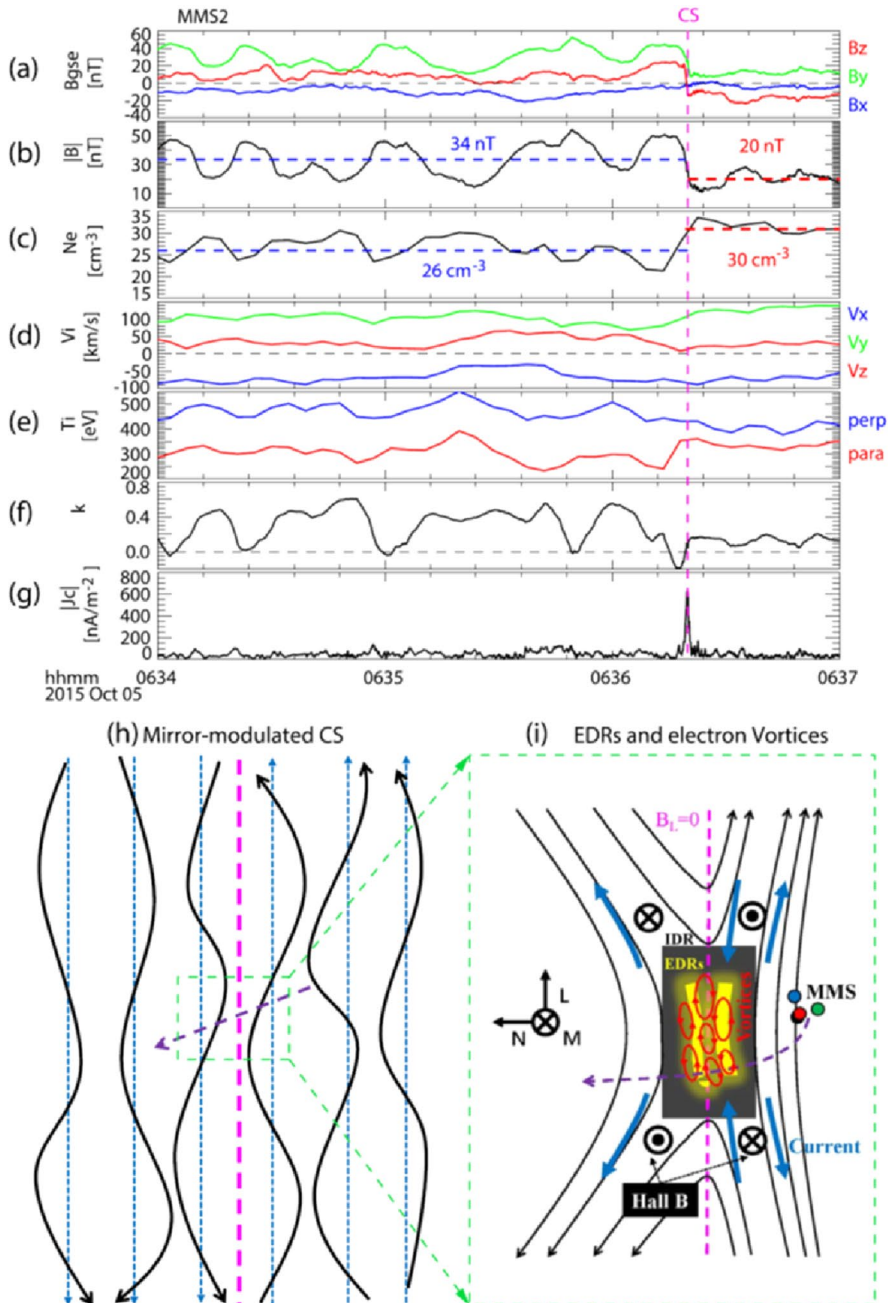 MMS2
CS
(a)
Bgse
[nT]
60
40
20
0
-20
-40
Bz
By
Bx
(b)
|B|
[nT]
50
30
10
34 nT
20 nT
(c)
Ne
[cm-3]
35
30
25
20
15
26 cm-3
30 cm-3
(d)
Vi
[km/s]
100
50
0
-50
-100
Vx
Vy
Vz
(e)
Ti
[eV]
500
400
300
200
perp
para
(f)
k
0.4
0.0
(g)
|Jc|
[nA/m-2]
800
600
400
200
0
hhmm
2015 Oct 05
0634
0635
0636
0637
(h) Mirror-modulated CS
(i) EDRs and electron Vortices
BL=0
IDR
EDRs
Vortices
MMS
L
N
M
Current
Hall B